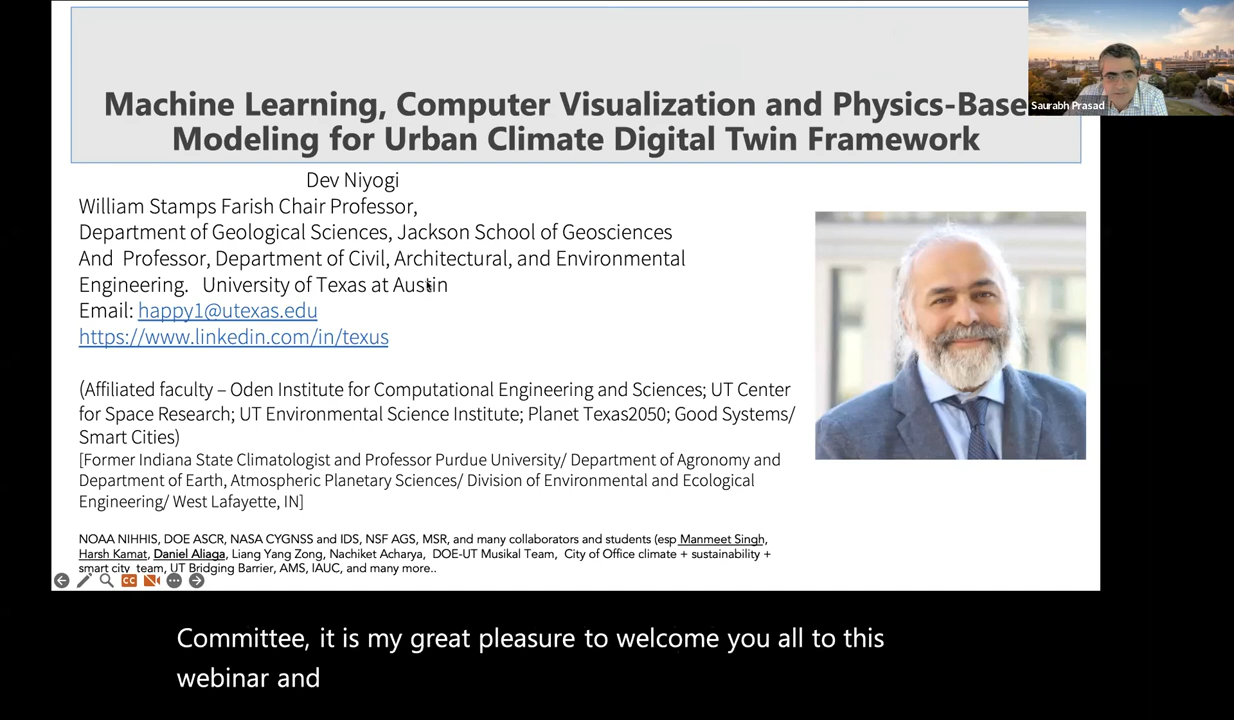 Machine Learning, Computer Visualization and Physics-Base
Modeling for Urban Climate Digital Twin Framework
Saurabh Prasad
Dev Niyogi
William Stamps Farish Chair Professor,
Department of Geological Sciences, Jackson School of Geosciences
And Professor, Department of Civil, Architectural, and Environmental
Engineering. University of Texas at Austin
Email: happy1@utexas.edu
https://www.linkedin.com/in/texus
(Affiliated faculty – Oden Institute for Computational Engineering and Sciences; UT Center
for Space Research; UT Environmental Science Institute; Planet Texas2050; Good Systems/
Smart Cities)
[Former Indiana State Climatologist and Professor Purdue University/ Department of Agronomy and
Department of Earth, Atmospheric Planetary Sciences/ Division of Environmental and Ecological
Engineering/ West Lafayette, IN]
NOAA NIHHIS, DOE ASCR, NASA CYGNSS and IDS, NSF AGS, MSR, and many collaborators and students (esp Manmeet Singh,
Harsh Kamat, Daniel Aliaga, Liang Yang Zong, Nachiket Acharya, DOE-UT Musikal Team, City of Office climate + sustainability +
smart city team, UT Bridging Barrier, AMS, IAUC, and many more..
CC
Committee, it is my great pleasure to welcome you all to this
webinar and